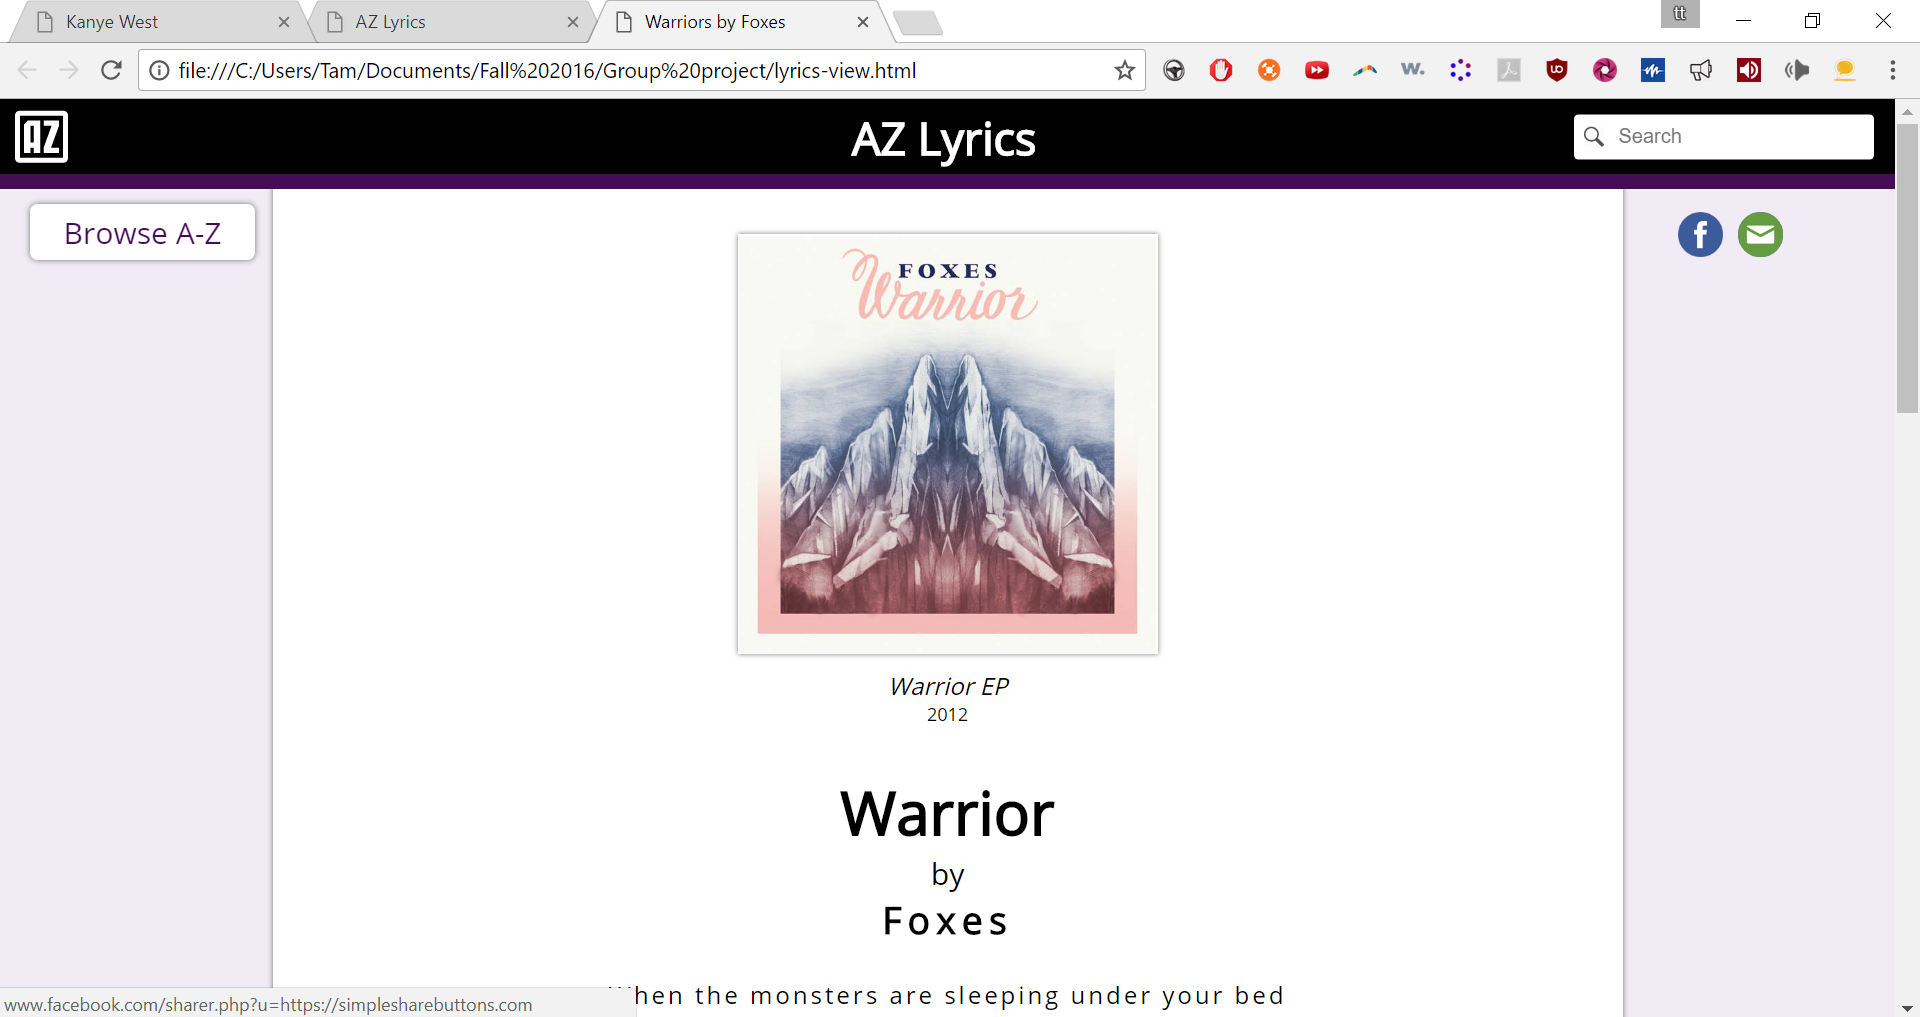 Kanye West
AZ Lyrics
Warriors by Foxes
tt
file:///C:/Users/Tam/Documents/Fall%202016/Group%20project/lyrics-view.html
W.
UO
AZ
AZ Lyrics
Search
Browse A-Z
f
FOXES
Warrior
Warrior EP
2012
Warrior
by
Foxes
When the monsters are sleeping under your bed
www.facebook.com/sharer.php?u=https://simplesharebuttons.com